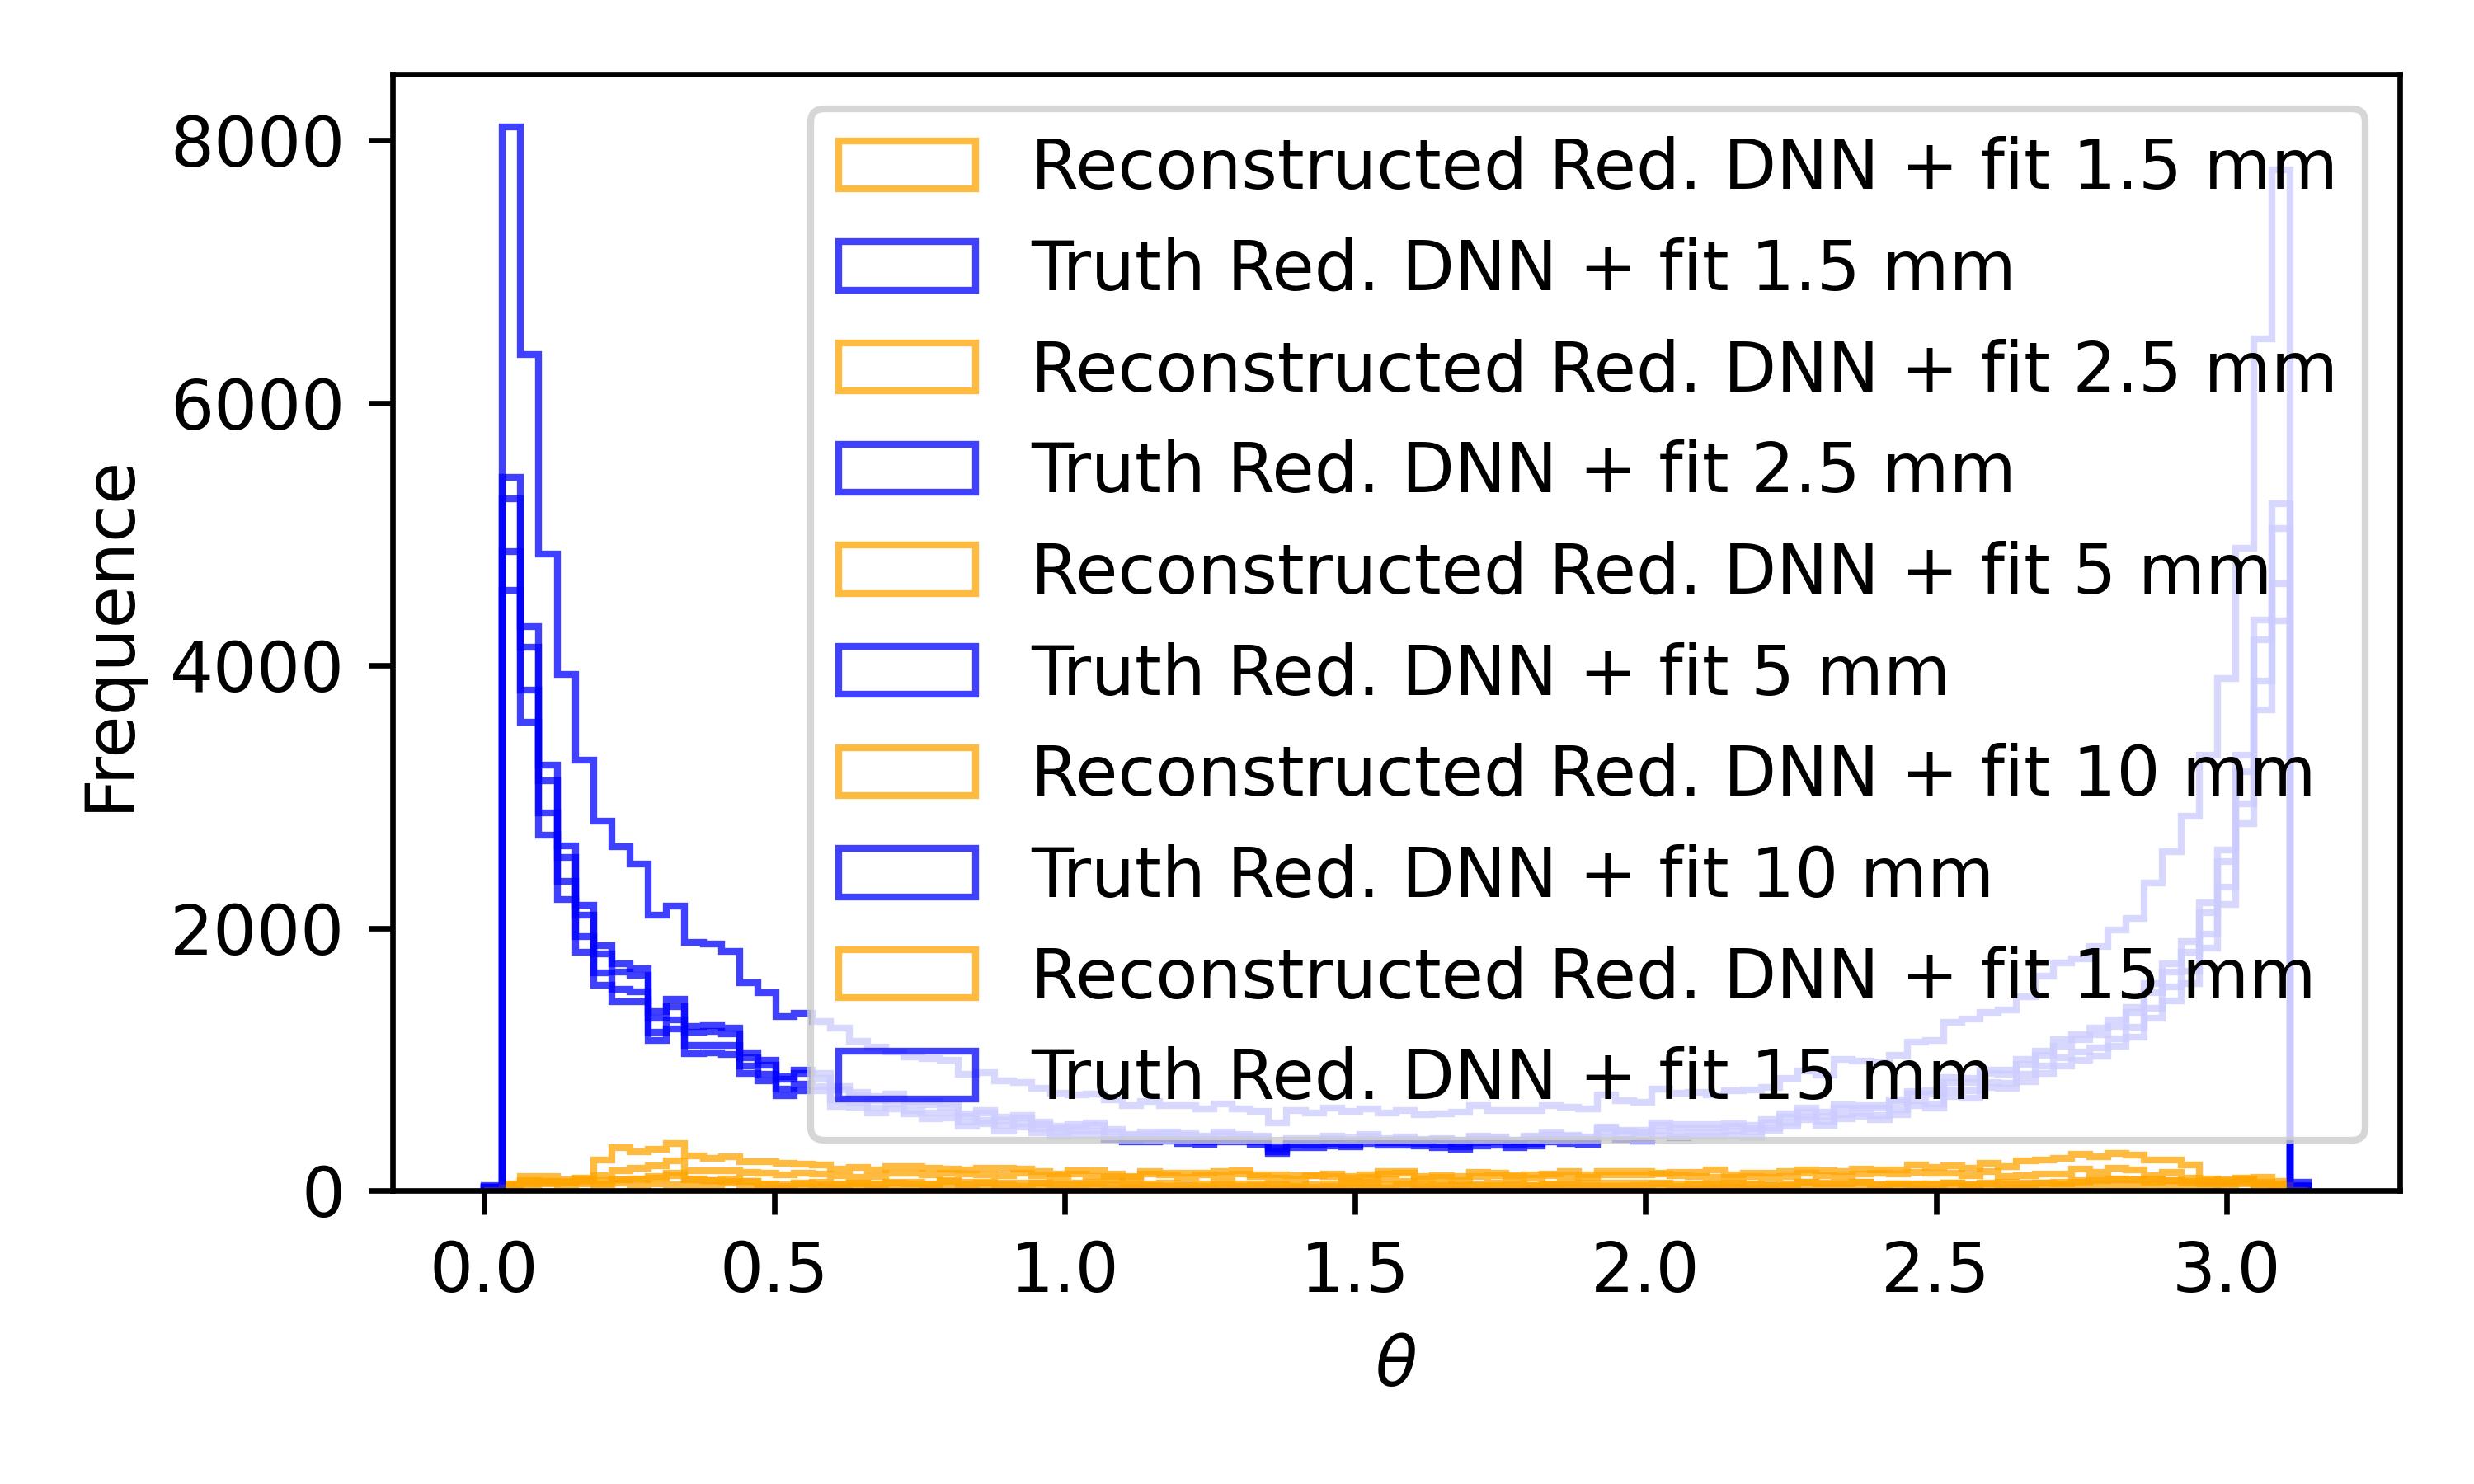 8000
6000
4000
2000
0
Frequence
Reconstructed Red. DNN + fit 1.5 mm
Truth Red. DNN + fit 1.5 mm
Reconstructed Red. DNN + fit 2.5 mm
Truth Red. DNN + fit 2.5 mm
Reconstructed Red. DNN + fit 5 mm
Truth Red. DNN + fit 5 mm
Reconstructed Red. DNN + fit 10 mm
Truth Red. DNN + fit 10 mm
Reconstructed Red. DNN + fit 15 mm
Truth Red. DNN + fit 15 mm
0.0 0.5 1.0 1.5 2.0 2.5 3.0
θ